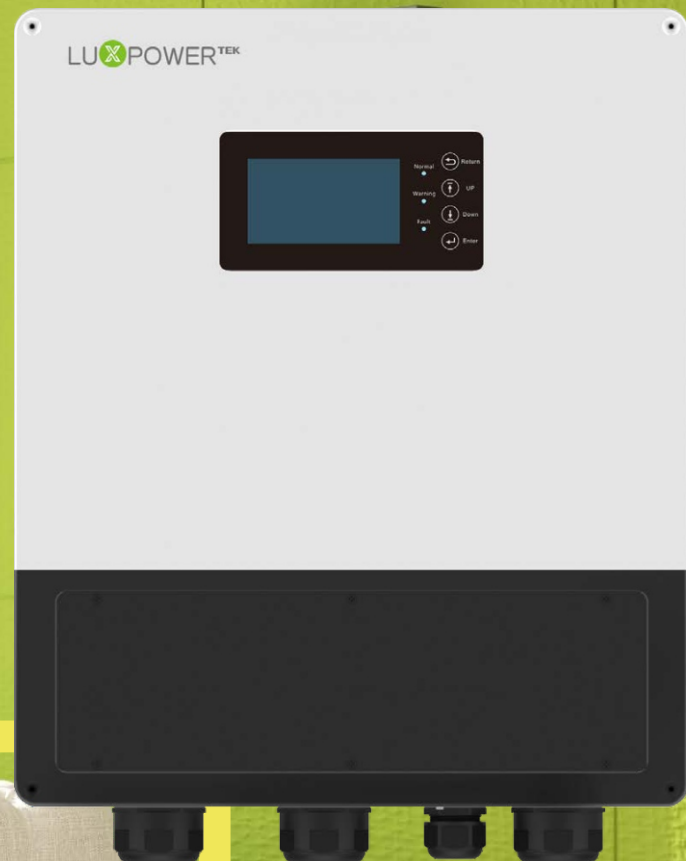 LUXPOWERTEK
Normal
Return
Warning
UP
Fault
Down
Enter